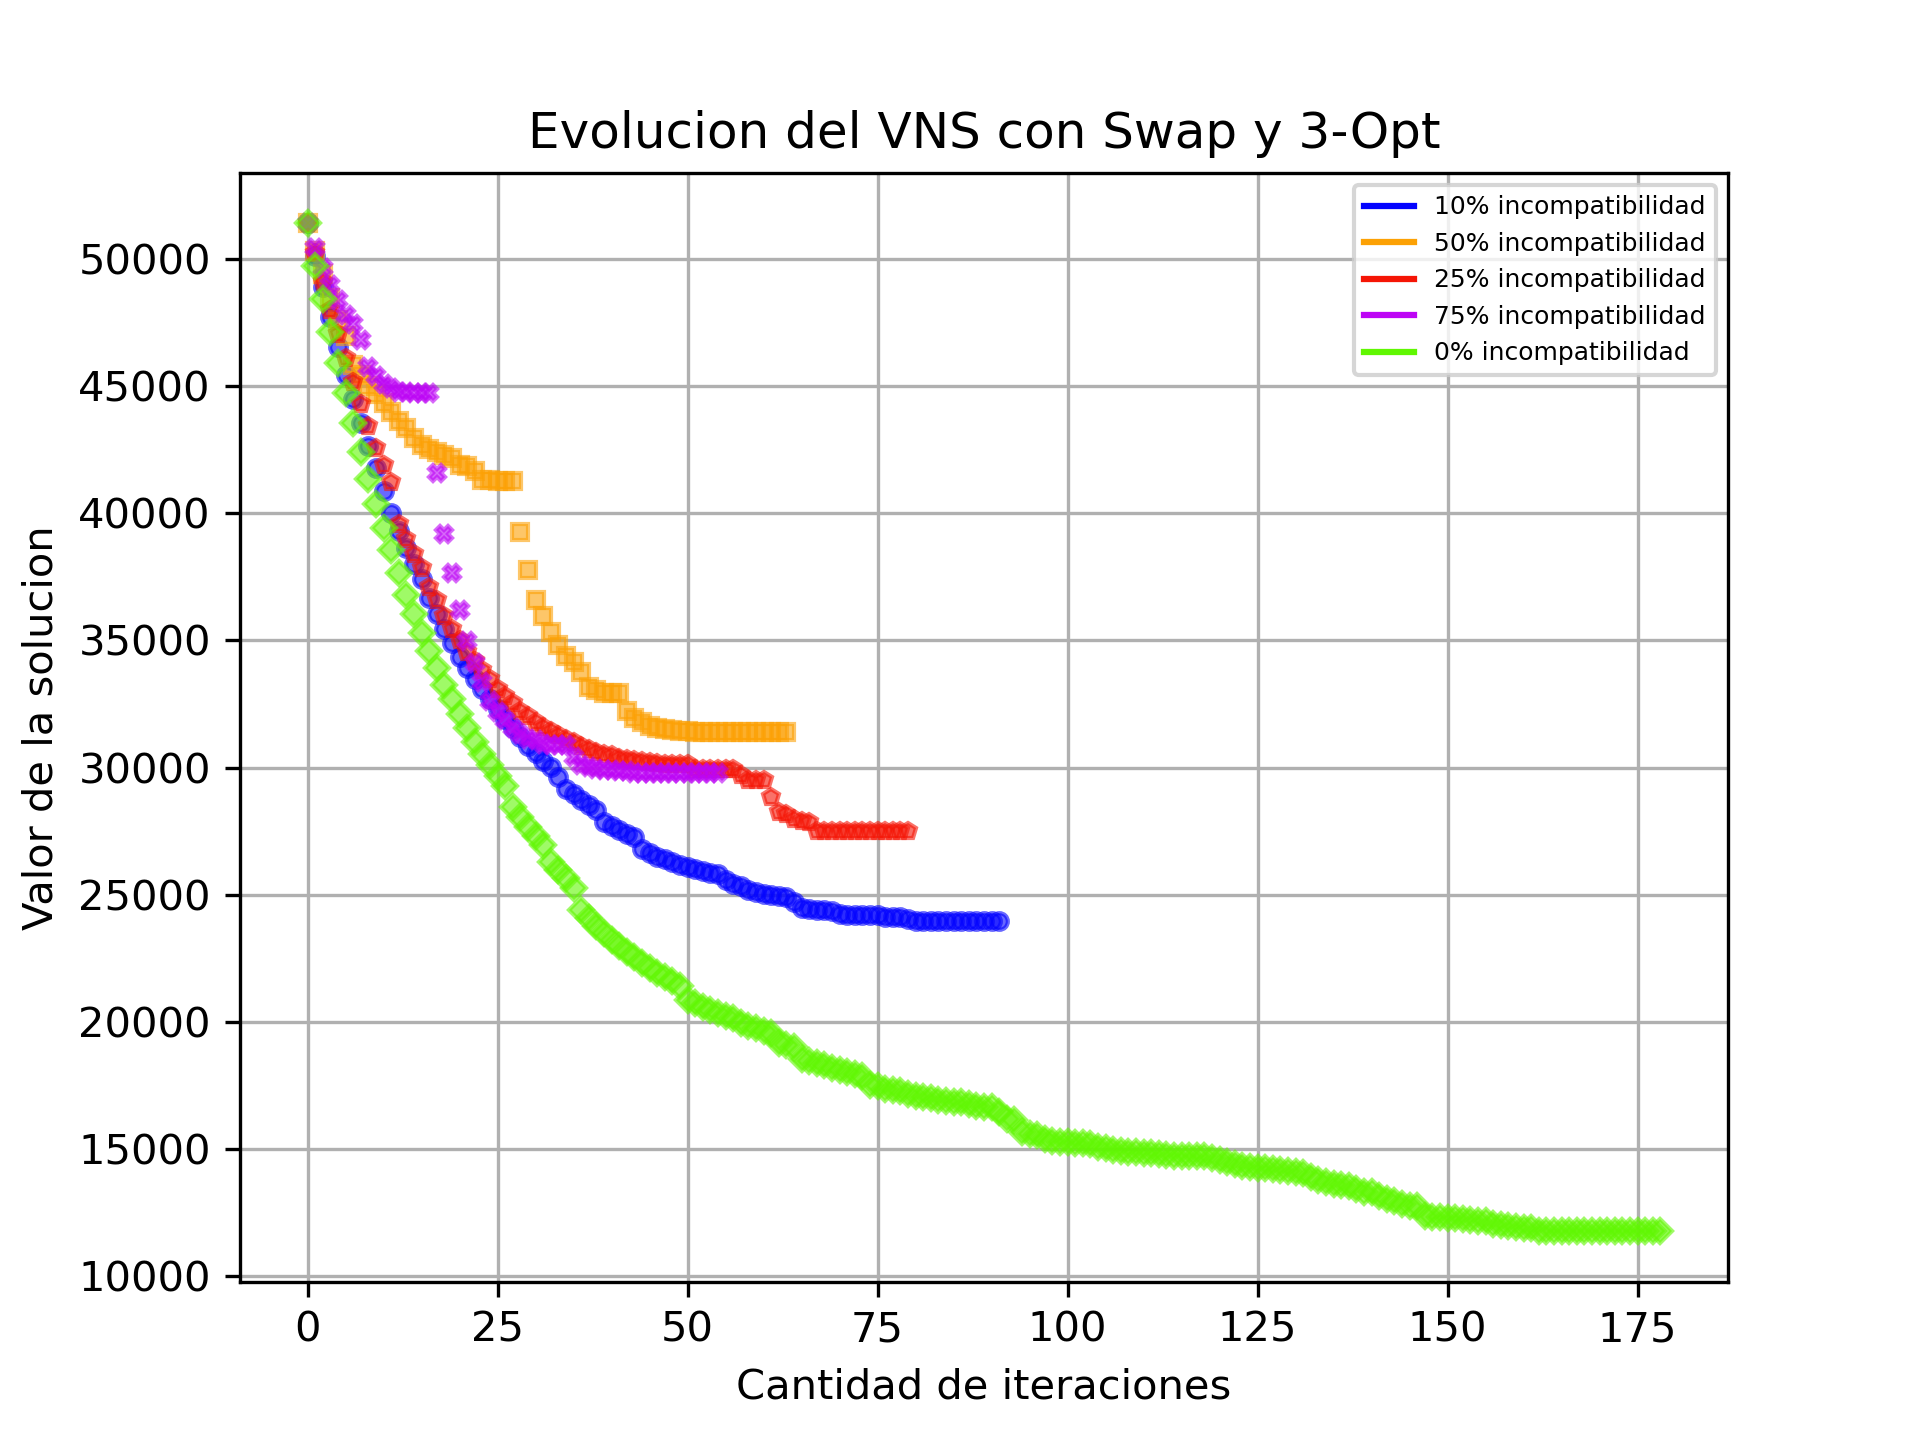 Evolucion del VNS con Swap y 3-Opt
10% incompatibilidad
50% incompatibilidad
25% incompatibilidad
75% incompatibilidad
0% incompatibilidad
Valor de la solucion
50000
45000
40000
35000
30000
25000
20000
15000
10000
0 25 50 75 100 125 150 175
Cantidad de iteraciones